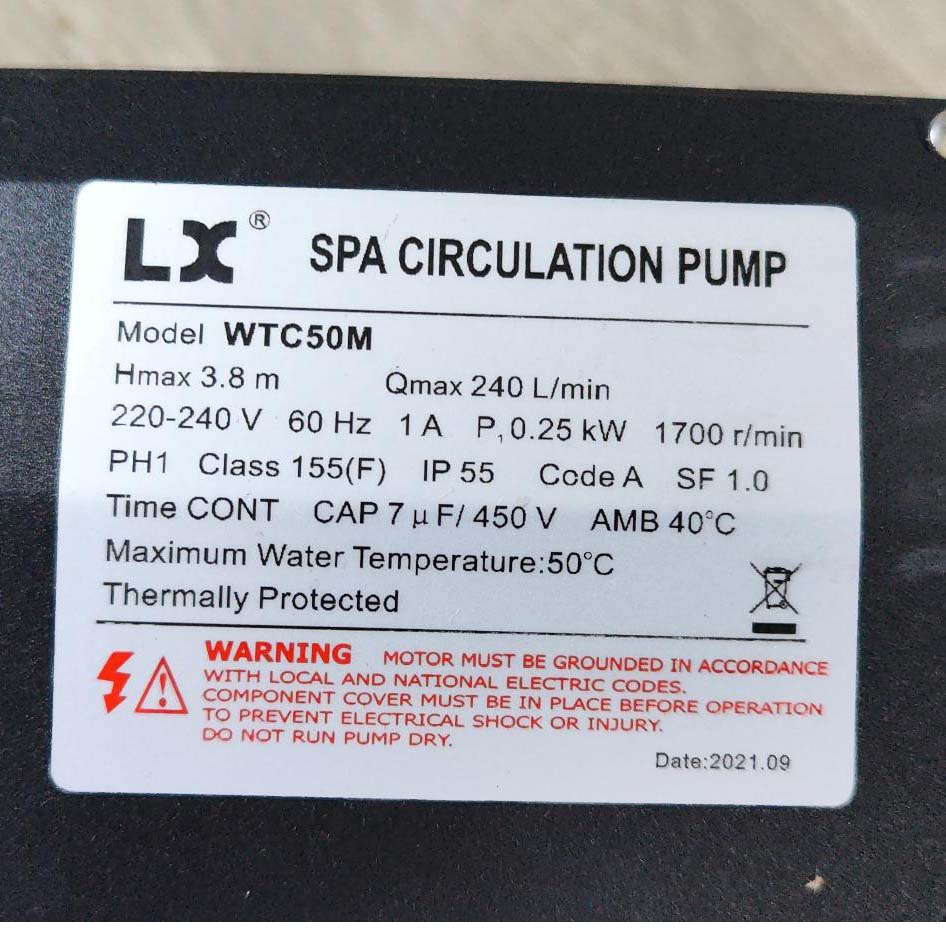 LX® SPA CIRCULATION PUMP
Model WTC50M
Hmax 3.8 m Qmax 240 L/min
220-240 V 60 Hz 1 A P, 0.25 kW 1700 r/min
PH1 Class 155(F) IP 55 Code A SF 1.0
Time CONT CAP 7 μF/ 450 V AMB 40°C
Maximum Water Temperature:50°C
Thermally Protected
WARNING MOTOR MUST BE GROUNDED IN ACCORDANCE
WITH LOCAL AND NATIONAL ELECTRIC CODES.
COMPONENT COVER MUST BE IN PLACE BEFORE OPERATION
TO PREVENT ELECTRICAL SHOCK OR INJURY.
DO NOT RUN PUMP DRY.
Date:2021.09